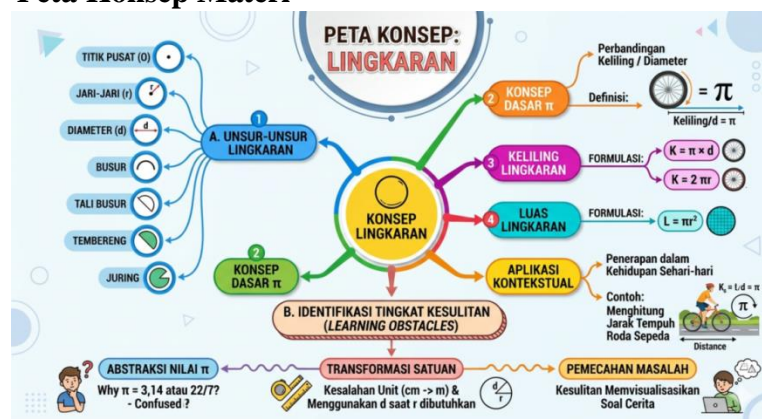 Peta Konsep Materi
PETA KONSEP:
LINGKARAN
TITIK PUSAT (O)
JARI-JARI (r)
r
DIAMETER (d)
d
BUSUR
TALI BUSUR
TEMBERENG
JURING
1
A. UNSUR-UNSUR
LINGKARAN
2
KONSEP
DASAR π
KONSEP
LINGKARAN
2
KONSEP
DASAR π
Perbandingan
Keliling / Diameter
Definisi:
= π
Keliling/d = π
3
KELILING
LINGKARAN
FORMULASI:
K = π × d
K = 2 πr
4
LUAS
LINGKARAN
FORMULASI:
L = πr²
APLIKASI
KONTEKSTUAL
Penerapan dalam
Kehidupan Sehari-hari
Contoh:
Menghitung
Jarak Tempuh
Roda Sepeda
π
Distance
B. IDENTIFIKASI TINGKAT KESULITAN
(LEARNING OBSTACLES)
ABSTRAKSI NILAI π
Why π = 3,14 atau 22/7?
- Confused ?
TRANSFORMASI SATUAN
Kesalahan Unit (cm -> m) &
Menggunakan d saat r dibutuhkan
d
r
PEMECAHAN MASALAH
Kesulitan Memvisualisasikan
Soal Cerita